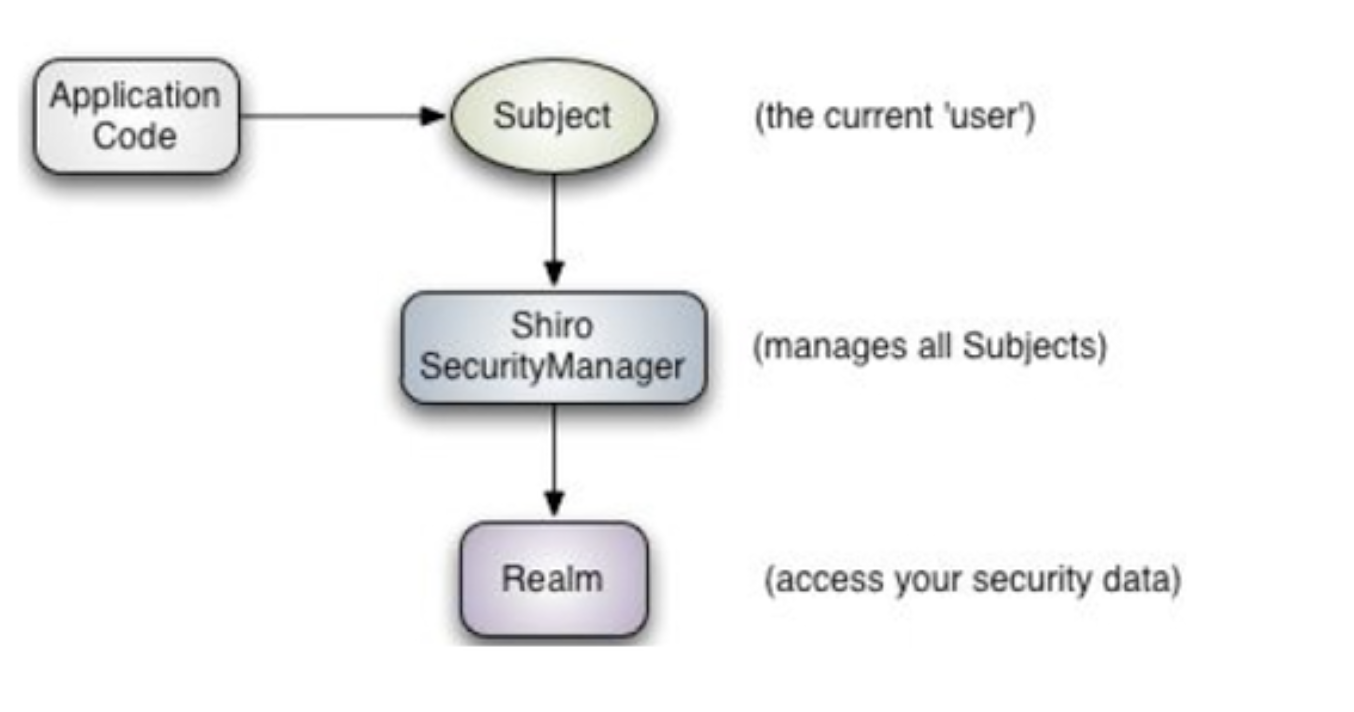 Application
Code
Subject
(the current 'user')
Shiro
SecurityManager
(manages all Subjects)
Realm
(access your security data)